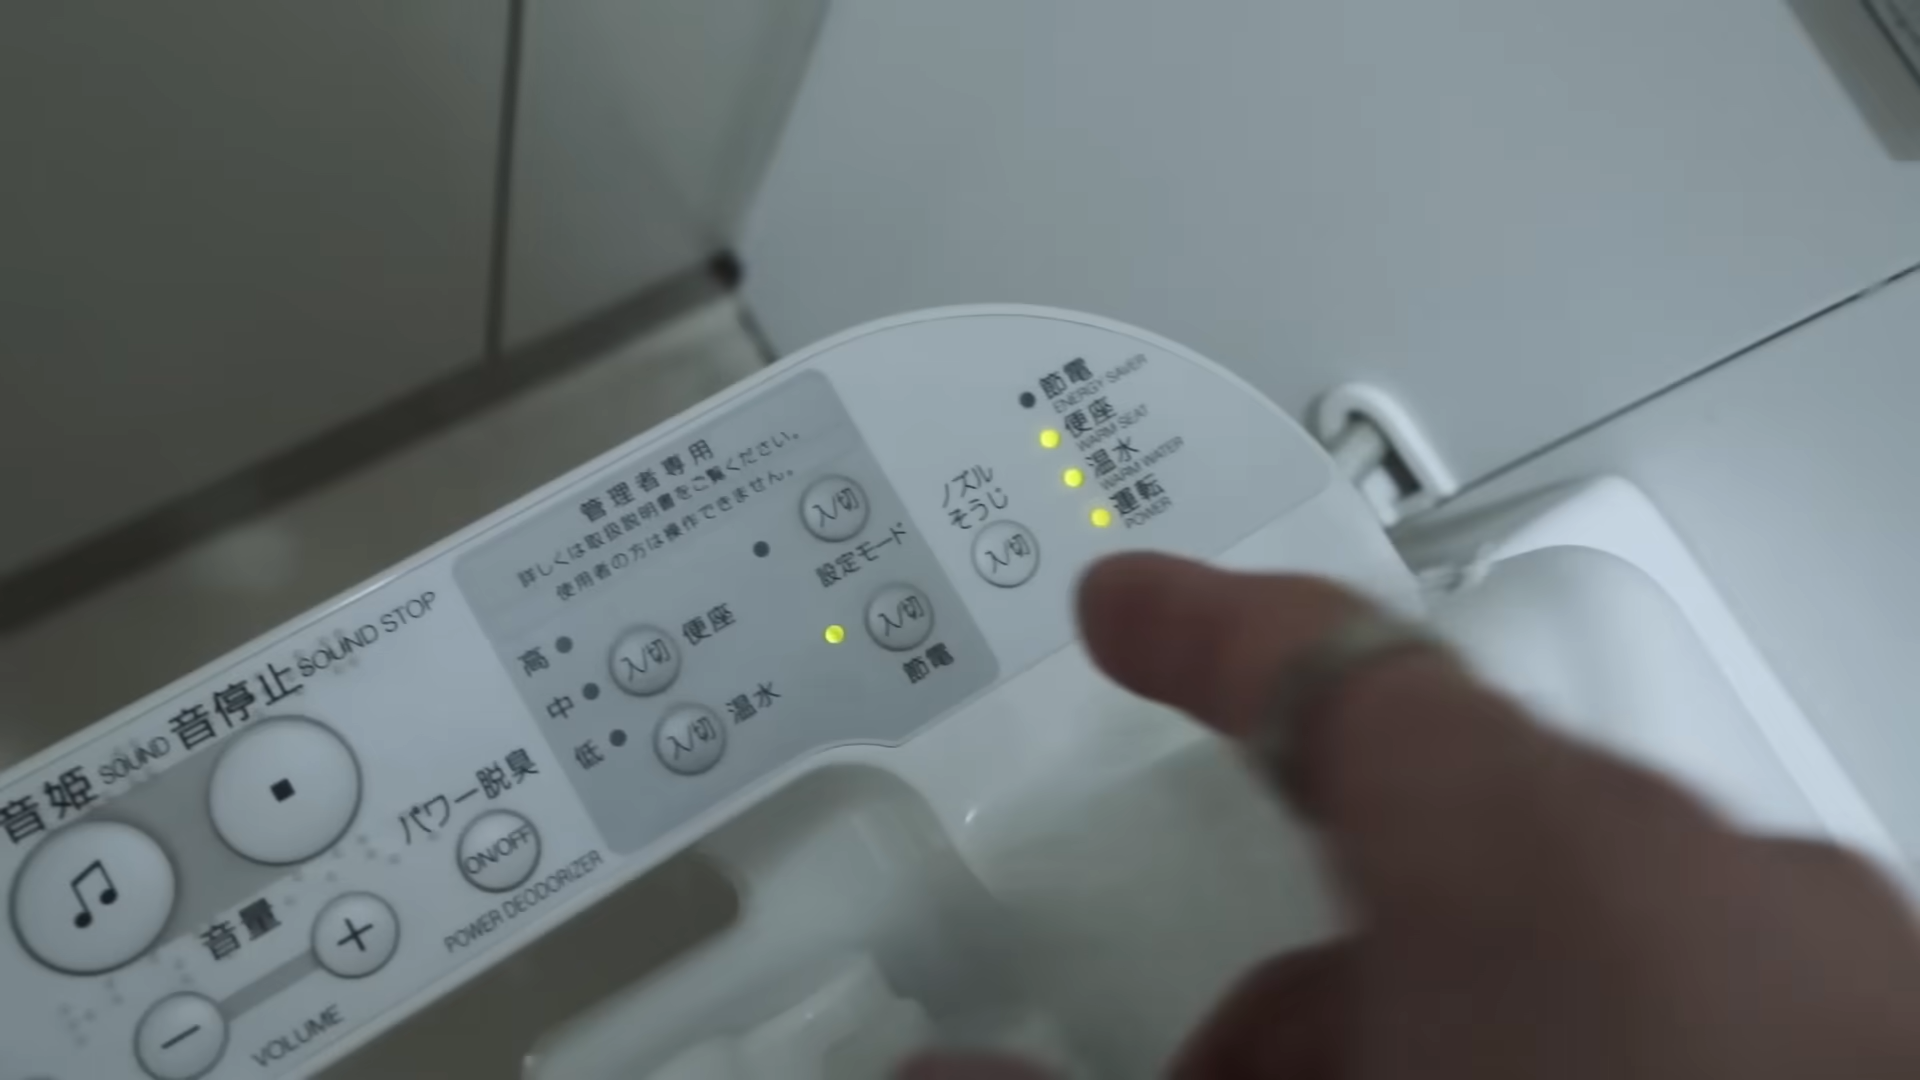 音姫 SOUND
音停止 SOUND STOP
音量
VOLUME
パワー脱臭
ON/OFF
POWER DEODORIZER
管理者専用
詳しくは取扱説明書をご覧ください。
使用者の方は操作できません。
高
中
低
入/切 便座
入/切 温水
入/切
設定モード
入/切
節電
ノズル
そうじ
入/切
節電
ENERGY SAVER
便座
WARM SEAT
温水
WARM WATER
運転
POWER